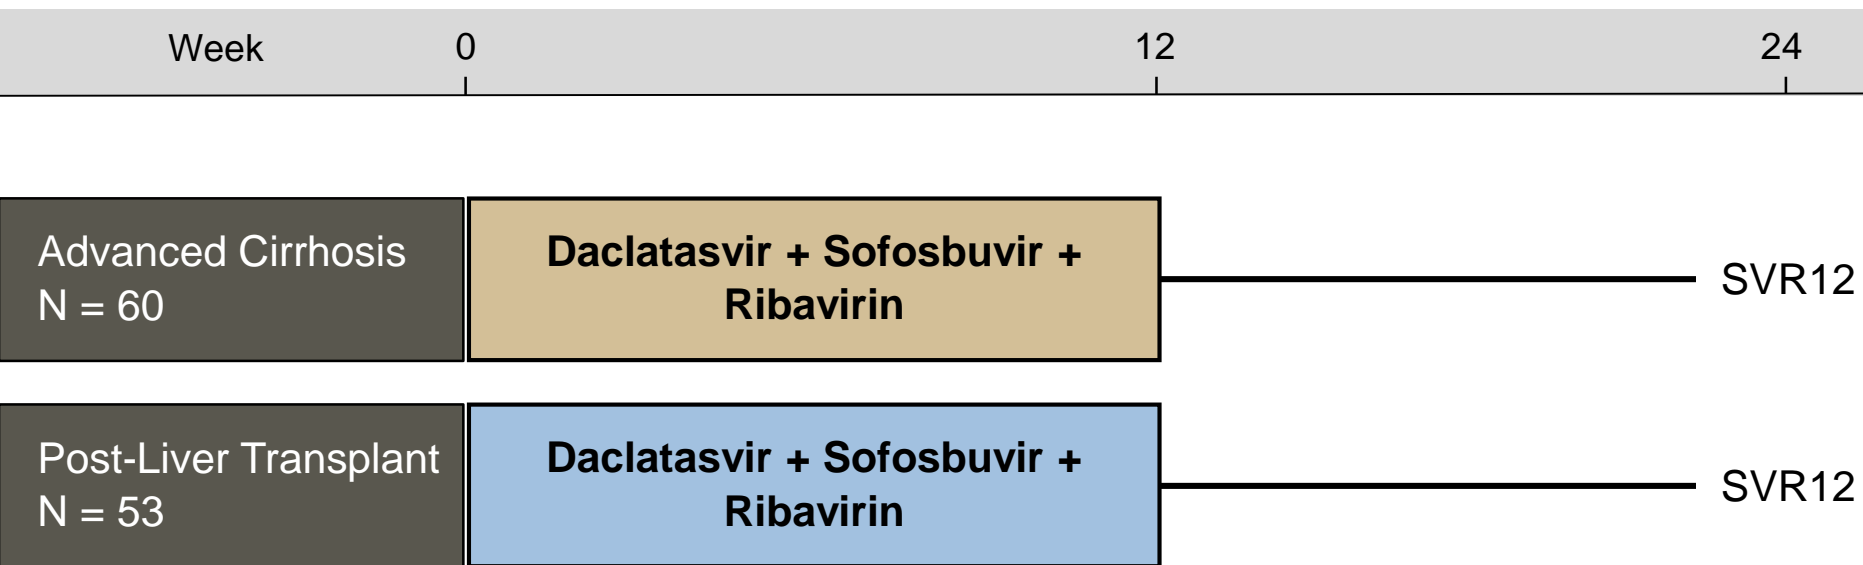 Week 0 12 24
Advanced Cirrhosis
N = 60
Daclatasvir + Sofosbuvir +
Ribavirin
SVR12
Post-Liver Transplant
N = 53
Daclatasvir + Sofosbuvir +
Ribavirin
SVR12